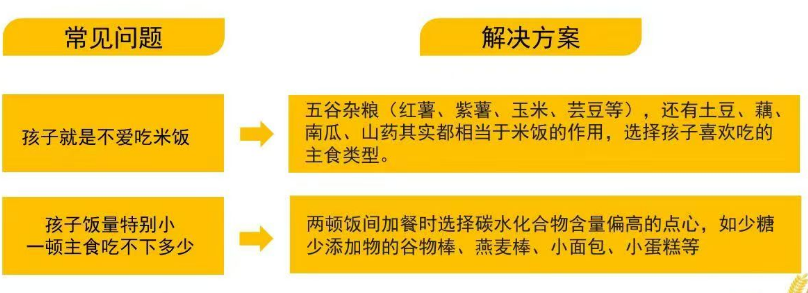 常见问题
解决方案
孩子就是不爱吃米饭
五谷杂粮（红薯、紫薯、玉米、芸豆等），还有土豆、藕、
南瓜、山药其实都相当于米饭的作用，选择孩子喜欢吃的
主食类型。
孩子饭量特别小
一顿主食吃不下多少
两顿饭间加餐时选择碳水化合物含量偏高的点心，如少糖
少添加物的谷物棒、燕麦棒、小面包、小蛋糕等